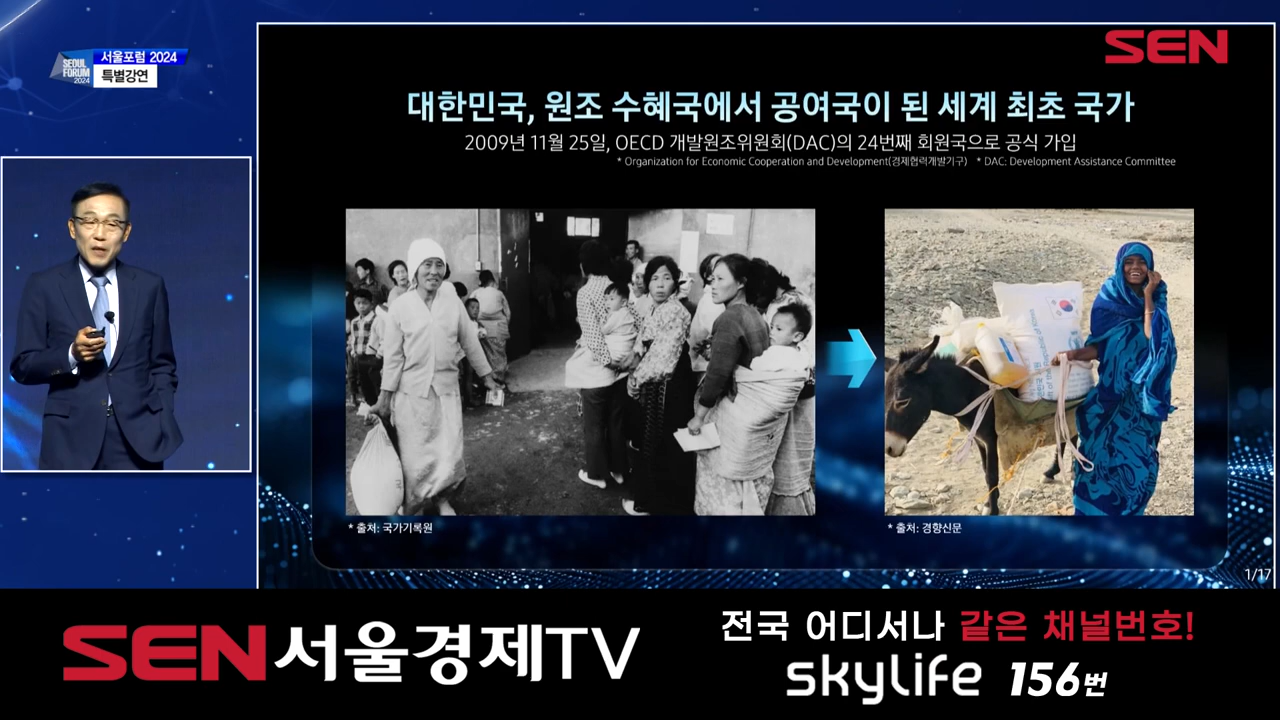 SEOUL
FORUM
2024
서울포럼 2024
특별강연
SEN
대한민국, 원조 수혜국에서 공여국이 된 세계 최초 국가
2009년 11월 25일, OECD 개발원조위원회(DAC)의 24번째 회원국으로 공식 가입
* Organization for Economic Cooperation and Development(경제협력개발기구) * DAC: Development Assistance Committee
* 출처: 국가기록원
* 출처: 경향신문
1/17
SEN 서울경제TV
전국 어디서나 같은 채널번호!
skylife 156번